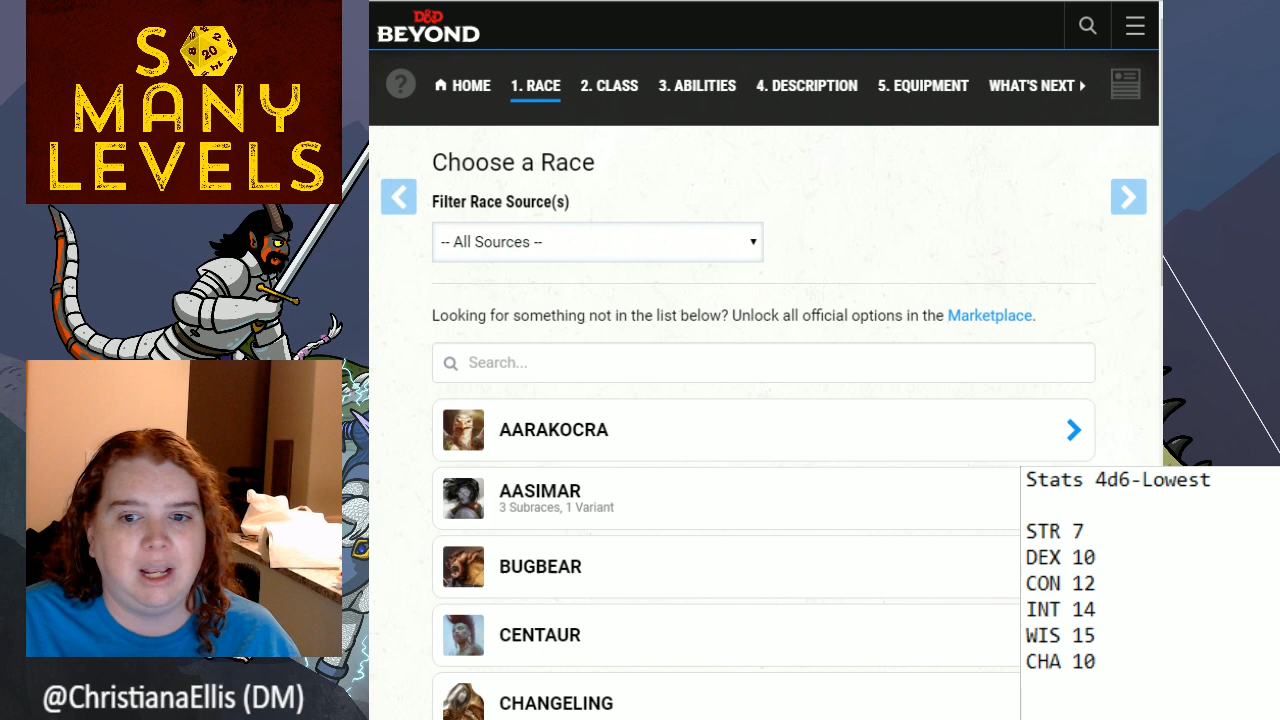 SO
MANY
LEVELS
@ChristianaEllis (DM)
D&D
BEYOND
? HOME 1. RACE 2. CLASS 3. ABILITIES 4. DESCRIPTION 5. EQUIPMENT WHAT'S NEXT
Choose a Race
Filter Race Source(s)
-- All Sources --
Looking for something not in the list below? Unlock all official options in the Marketplace.
Search...
AARAKOCRA
AASIMAR
3 Subraces, 1 Variant
BUGBEAR
CENTAUR
CHANGELING
Stats 4d6-Lowest
STR 7
DEX 10
CON 12
INT 14
WIS 15
CHA 10